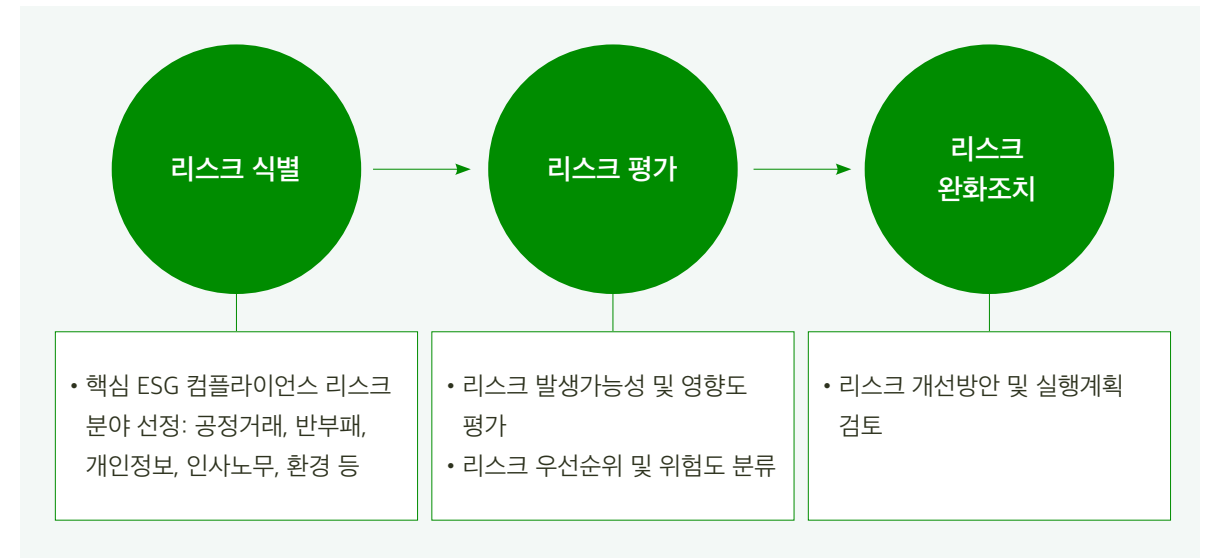 리스크 식별
리스크 평가
리스크
완화조치
• 핵심 ESG 컴플라이언스 리스크
분야 선정: 공정거래, 반부패,
개인정보, 인사노무, 환경 등
• 리스크 발생가능성 및 영향도
평가
• 리스크 우선순위 및 위험도 분류
• 리스크 개선방안 및 실행계획
검토